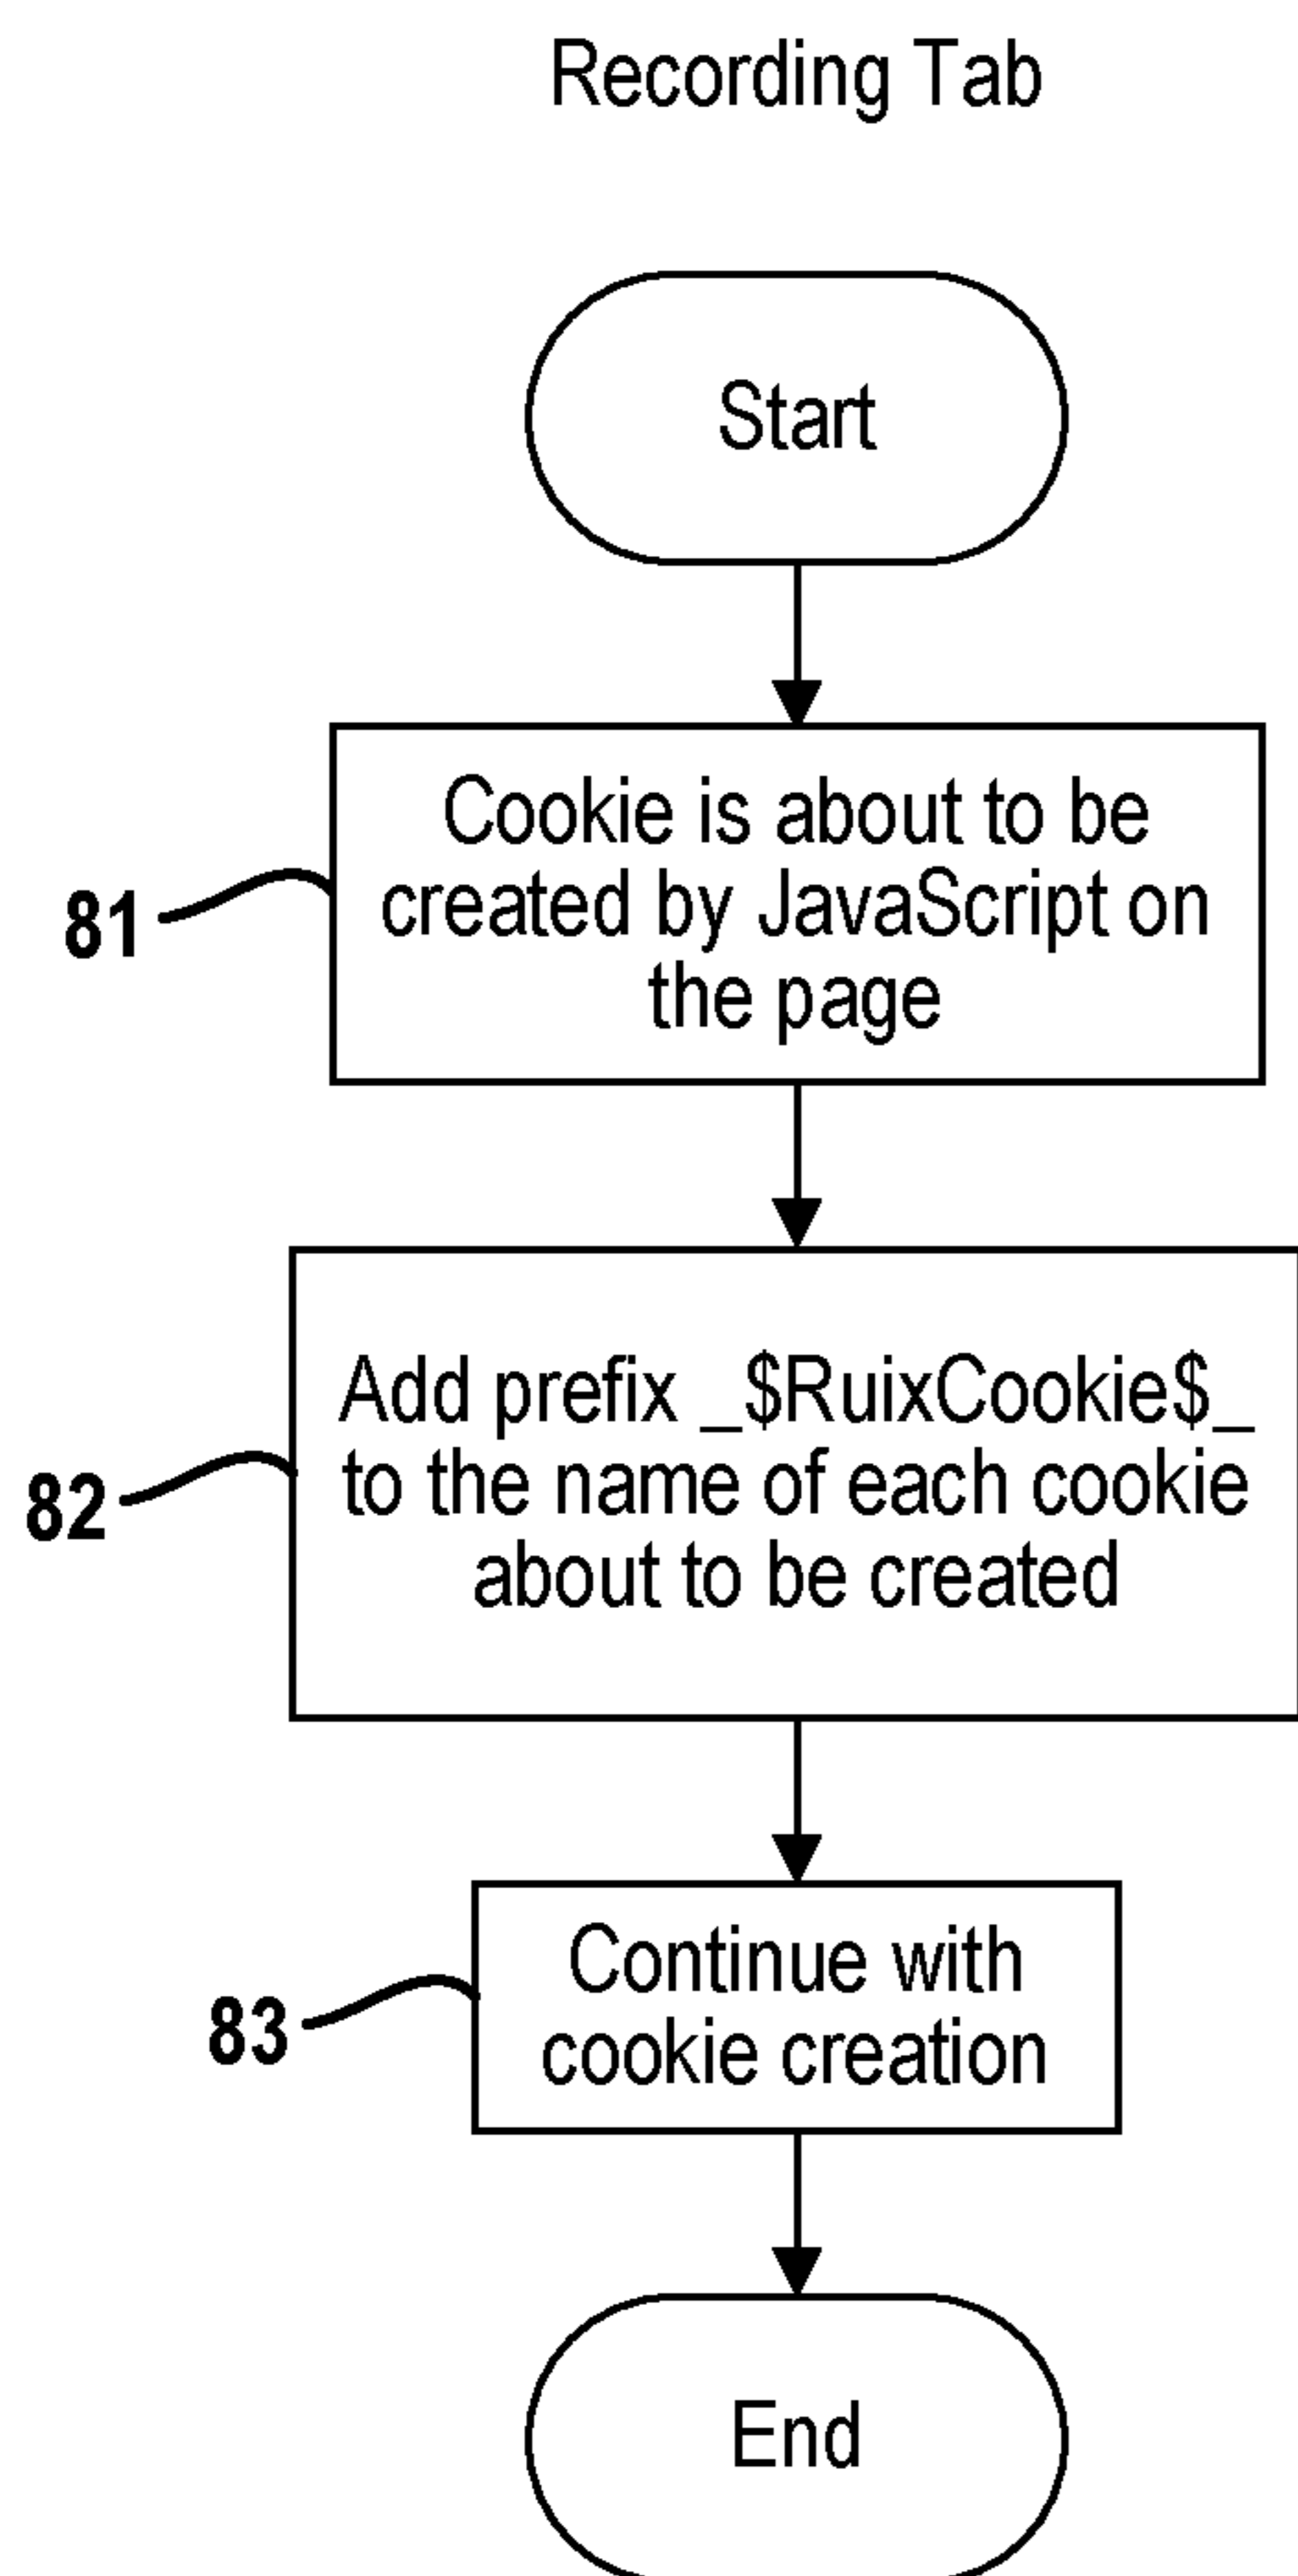 Recording Tab
Start
Cookie is about to be
created by JavaScript on
the page
81
Add prefix _$RuixCookie$_
to the name of each cookie
about to be created
82
Continue with
cookie creation
83
End